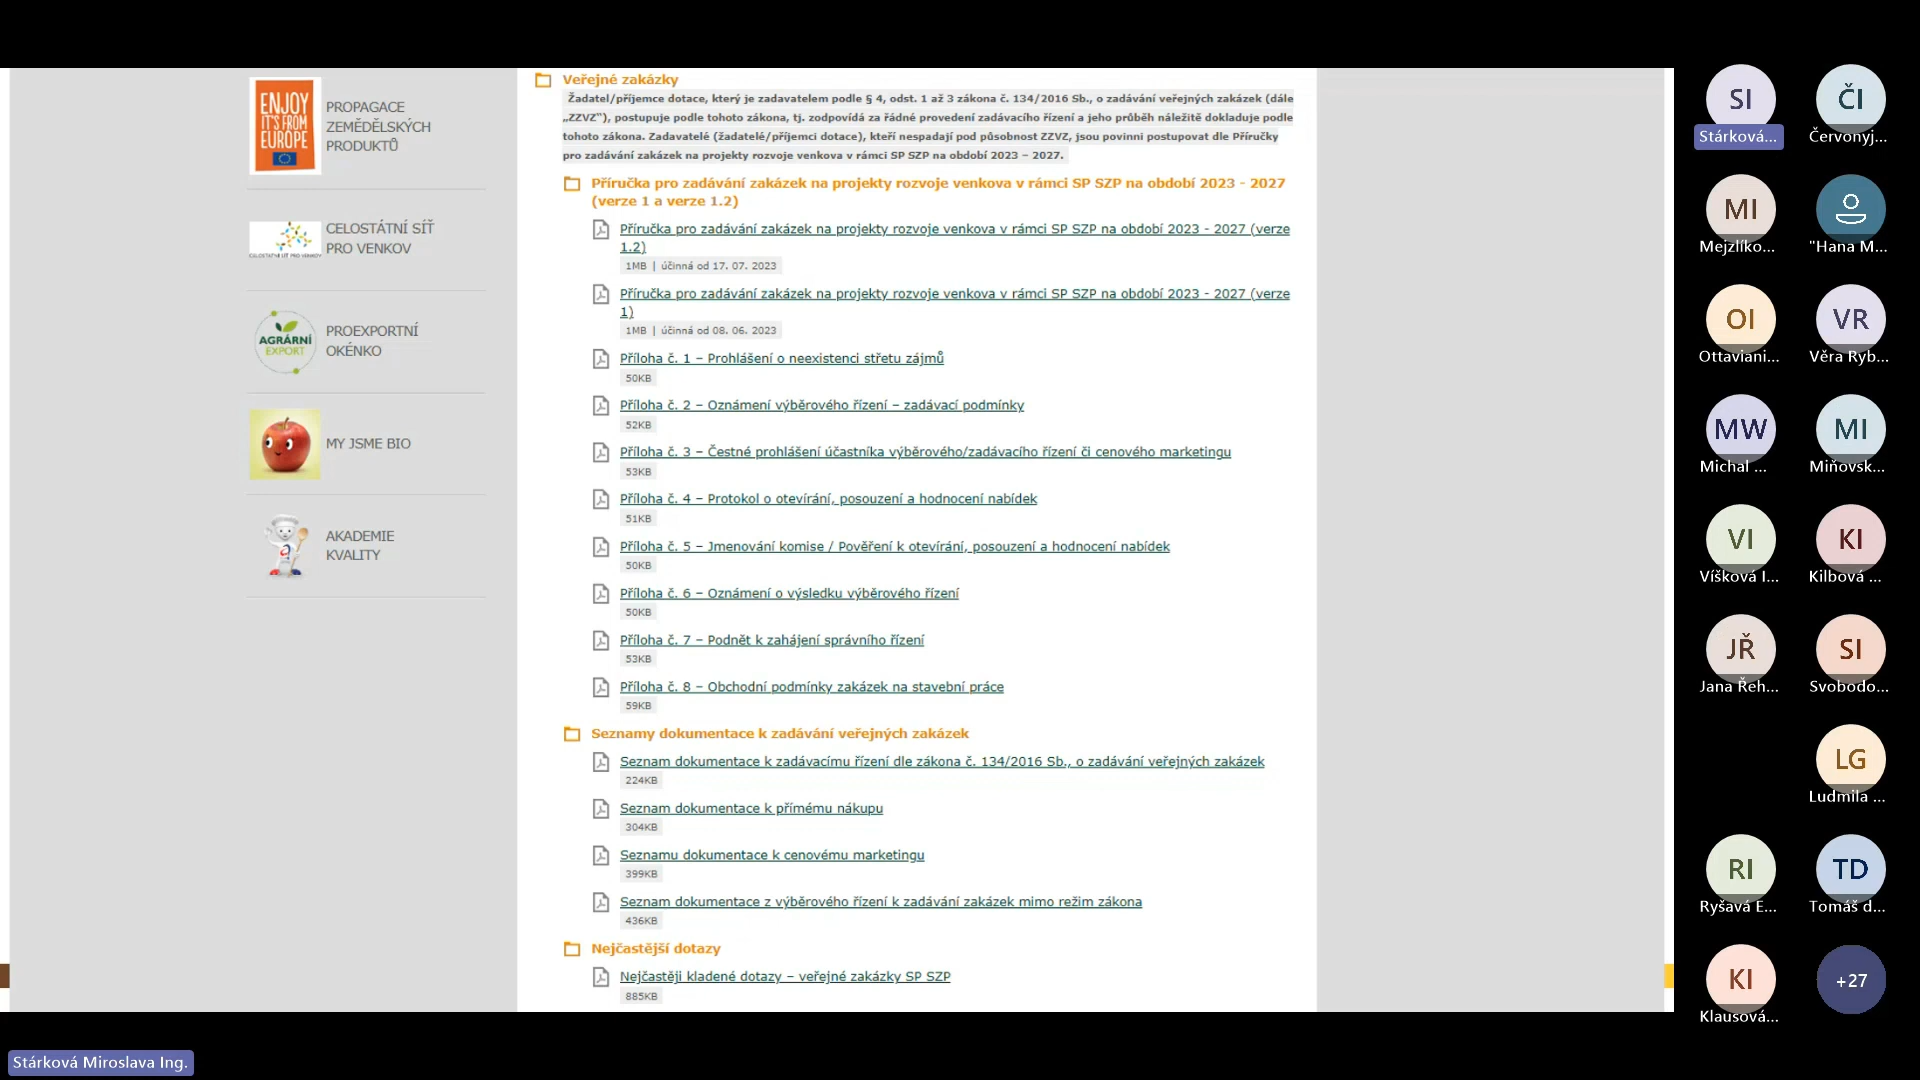 ENJOY
IT'S FROM
EUROPE
PROPAGACE
ZEMĚDĚLSKÝCH
PRODUKTŮ
CELOSTÁTNÍ SÍŤ PRO VENKOV
CELOSTÁTNÍ SÍŤ
PRO VENKOV
AGRÁRNÍ
EXPORT
PROEXPORTNÍ
OKÉNKO
MY JSME BIO
AKADEMIE
KVALITY
Veřejné zakázky
Žadatel/příjemce dotace, který je zadavatelem podle § 4, odst. 1 až 3 zákona č. 134/2016 Sb., o zadávání veřejných zakázek (dále
„ZZVZ"), postupuje podle tohoto zákona, tj. zodpovídá za řádné provedení zadávacího řízení a jeho průběh náležitě dokladuje podle
tohoto zákona. Zadavatelé (žadatelé/příjemci dotace), kteří nespadají pod působnost ZZVZ, jsou povinni postupovat dle Příručky
pro zadávání zakázek na projekty rozvoje venkova v rámci SP SZP na období 2023 – 2027.
Příručka pro zadávání zakázek na projekty rozvoje venkova v rámci SP SZP na období 2023 - 2027
(verze 1 a verze 1.2)
Příručka pro zadávání zakázek na projekty rozvoje venkova v rámci SP SZP na období 2023 - 2027 (verze
1.2)
1MB | účinná od 17. 07. 2023
Příručka pro zadávání zakázek na projekty rozvoje venkova v rámci SP SZP na období 2023 - 2027 (verze
1)
1MB | účinná od 08. 06. 2023
Příloha č. 1 – Prohlášení o neexistenci střetu zájmů
50KB
Příloha č. 2 – Oznámení výběrového řízení – zadávací podmínky
52KB
Příloha č. 3 – Čestné prohlášení účastníka výběrového/zadávacího řízení či cenového marketingu
53KB
Příloha č. 4 – Protokol o otevírání, posouzení a hodnocení nabídek
51KB
Příloha č. 5 – Jmenování komise / Pověření k otevírání, posouzení a hodnocení nabídek
50KB
Příloha č. 6 – Oznámení o výsledku výběrového řízení
50KB
Příloha č. 7 – Podnět k zahájení správního řízení
53KB
Příloha č. 8 – Obchodní podmínky zakázek na stavební práce
59KB
Seznamy dokumentace k zadávání veřejných zakázek
Seznam dokumentace k zadávacímu řízení dle zákona č. 134/2016 Sb., o zadávání veřejných zakázek
224KB
Seznam dokumentace k přímému nákupu
304KB
Seznamu dokumentace k cenovému marketingu
399KB
Seznam dokumentace z výběrového řízení k zadávání zakázek mimo režim zákona
436KB
Nejčastější dotazy
Nejčastěji kladené dotazy – veřejné zakázky SP SZP
885KB
SI
Stárková...
ČI
Červonyj...
MI
Mejzlíko...
"Hana M...
OI
Ottaviani...
VR
Věra Ryb...
MW
Michal ...
MI
Miňovsk...
VI
Víšková I...
KI
Kilbová ...
JŘ
Jana Řeh...
SI
Svobodo...
LG
Ludmila ...
RI
Ryšavá E...
TD
Tomáš d...
KI
Klausová...
+27
Stárková Miroslava Ing.